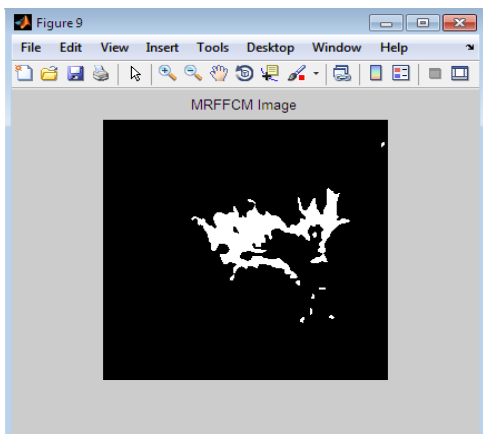 Figure 9
File Edit View Insert Tools Desktop Window Help
MRFFCM Image